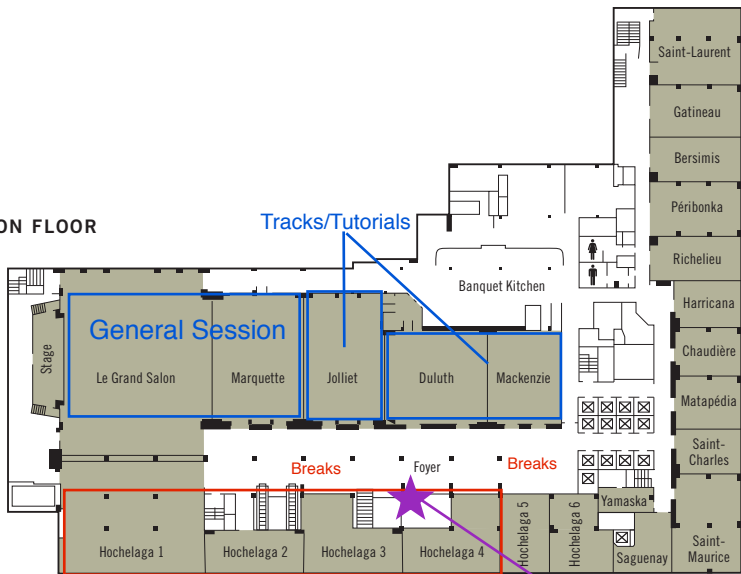 Saint-Laurent
Gatineau
Bersimis
Péribonka
Richelieu
ON FLOOR
Tracks/Tutorials
Banquet Kitchen
Harricana
General Session
Stage
Le Grand Salon
Marquette
Jolliet
Duluth
Mackenzie
Chaudière
Matapédia
Saint-
Charles
Breaks
Foyer
Breaks
Hochelaga 1
Hochelaga 2
Hochelaga 3
Hochelaga 4
Hochelaga 5
Hochelaga 6
Yamaska
Saguenay
Saint-
Maurice